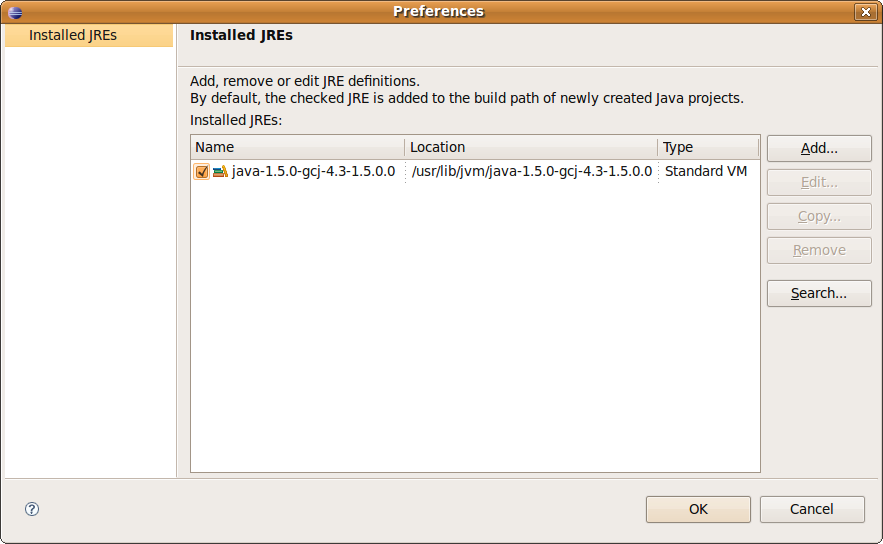 Preferences
Installed JREs
Installed JREs
Add, remove or edit JRE definitions.
By default, the checked JRE is added to the build path of newly created Java projects.
Installed JREs:
Name Location Type
java-1.5.0-gcj-4.3-1.5.0.0 /usr/lib/jvm/java-1.5.0-gcj-4.3-1.5.0.0 Standard VM
Add...
Edit...
Copy...
Remove
Search...
?
OK Cancel